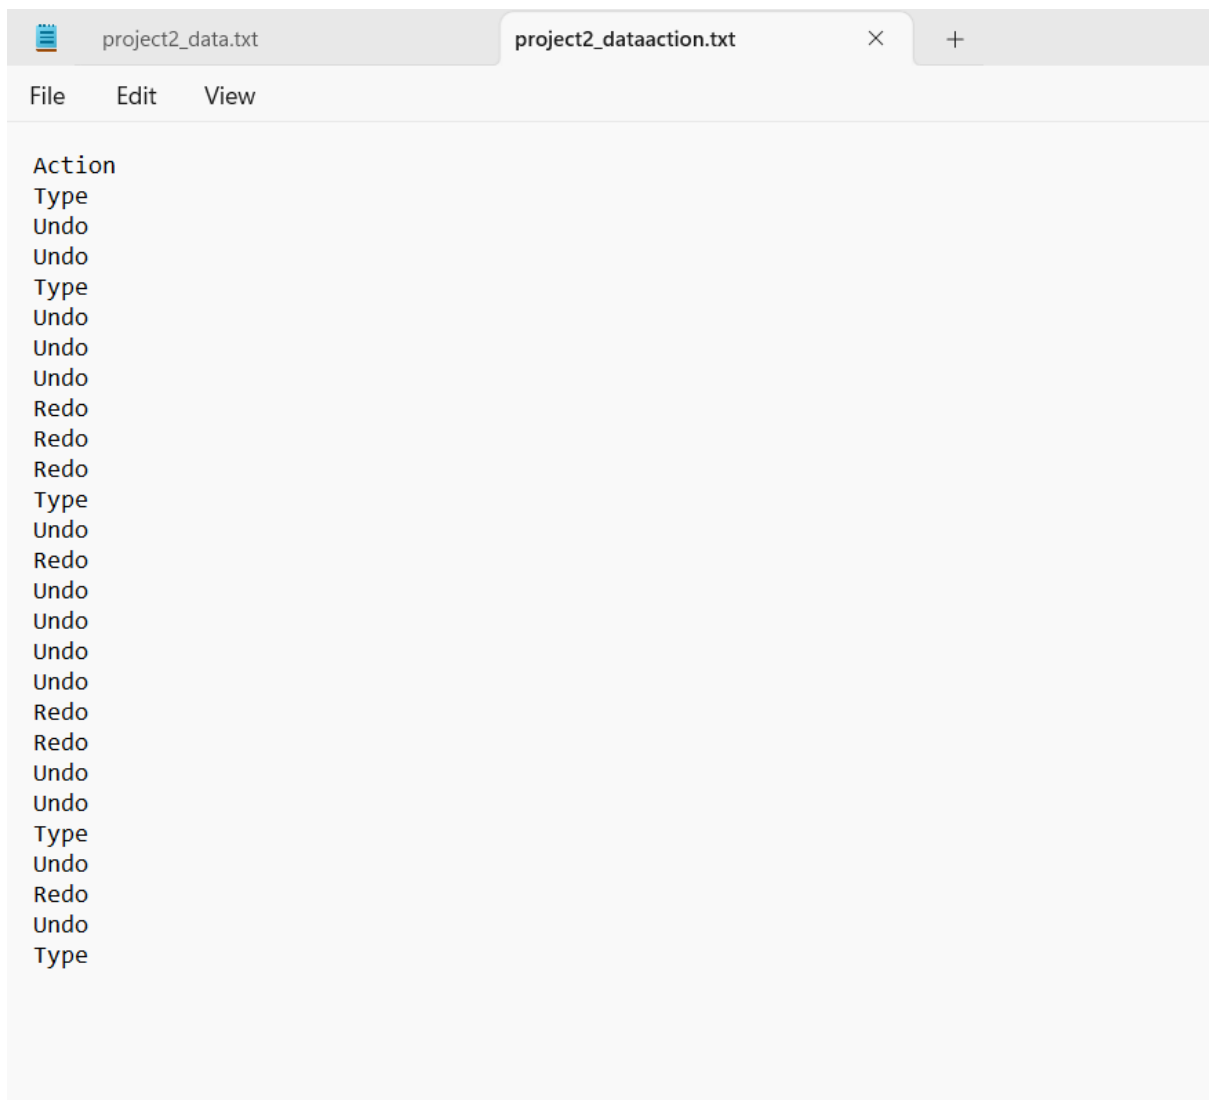 project2_data.txt project2_dataaction.txt
File Edit View
Action
Type
Undo
Undo
Type
Undo
Undo
Undo
Redo
Redo
Redo
Type
Undo
Redo
Undo
Undo
Undo
Undo
Redo
Redo
Undo
Undo
Type
Undo
Redo
Undo
Type